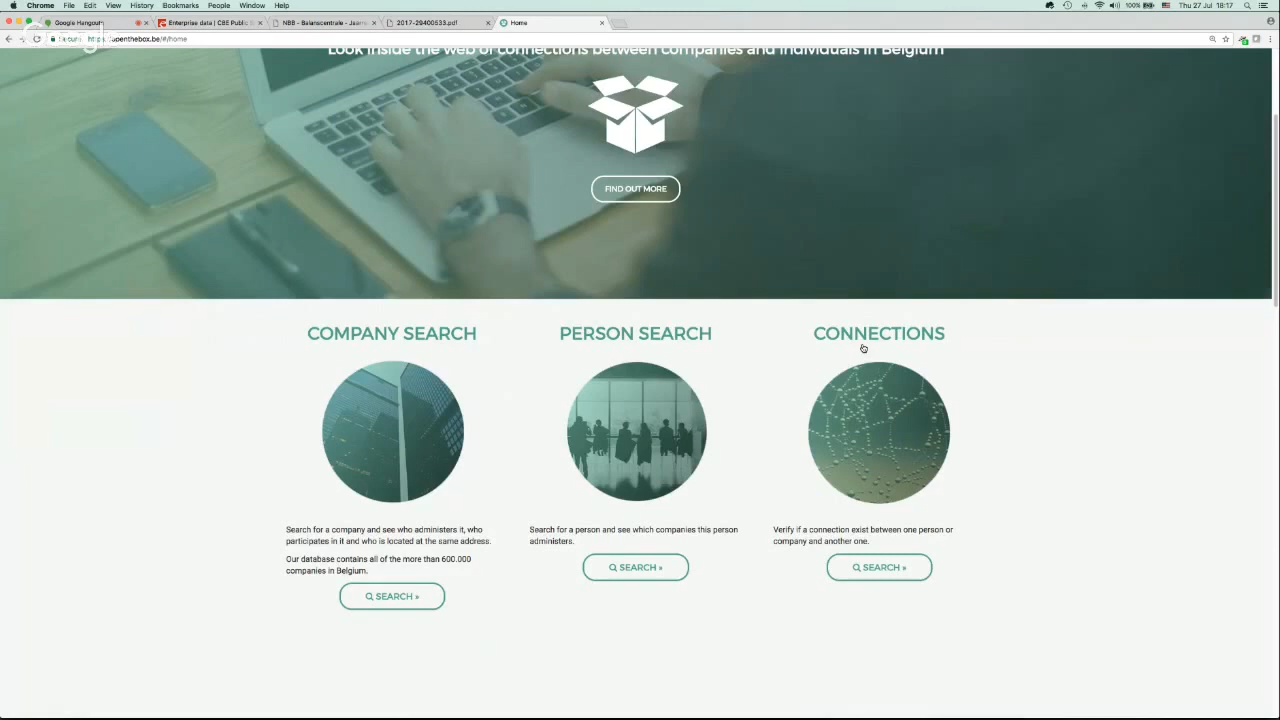 Chrome File Edit View History Bookmarks People Window Help
100% Thu 27 Jul 18:17
Google Hangout
Enterprise data | CBE Public
NBB - Balanscentrale - Jaarre
2017-29400533.pdf
Home
openthebox.be/#/home
Look inside the web of connections between companies and individuals in Belgium
FIND OUT MORE
COMPANY SEARCH
PERSON SEARCH
CONNECTIONS
Search for a company and see who administers it, who
participates in it and who is located at the same address.
Our database contains all of the more than 600.000
companies in Belgium.
SEARCH »
Search for a person and see which companies this person
administers.
SEARCH »
Verify if a connection exist between one person or
company and another one.
SEARCH »